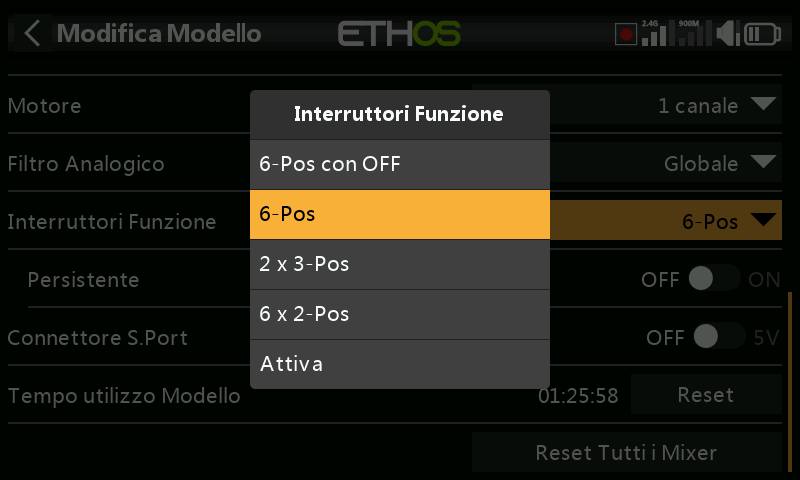 Modifica Modello
ETHOS
2.4G
900M
Motore
1 canale
Filtro Analogico
Globale
Interruttori Funzione
6-Pos
Persistente
OFF ON
Connettore S.Port
OFF 5V
Tempo utilizzo Modello
01:25:58
Reset
Reset Tutti i Mixer
Interruttori Funzione
6-Pos con OFF
6-Pos
2 x 3-Pos
6 x 2-Pos
Attiva